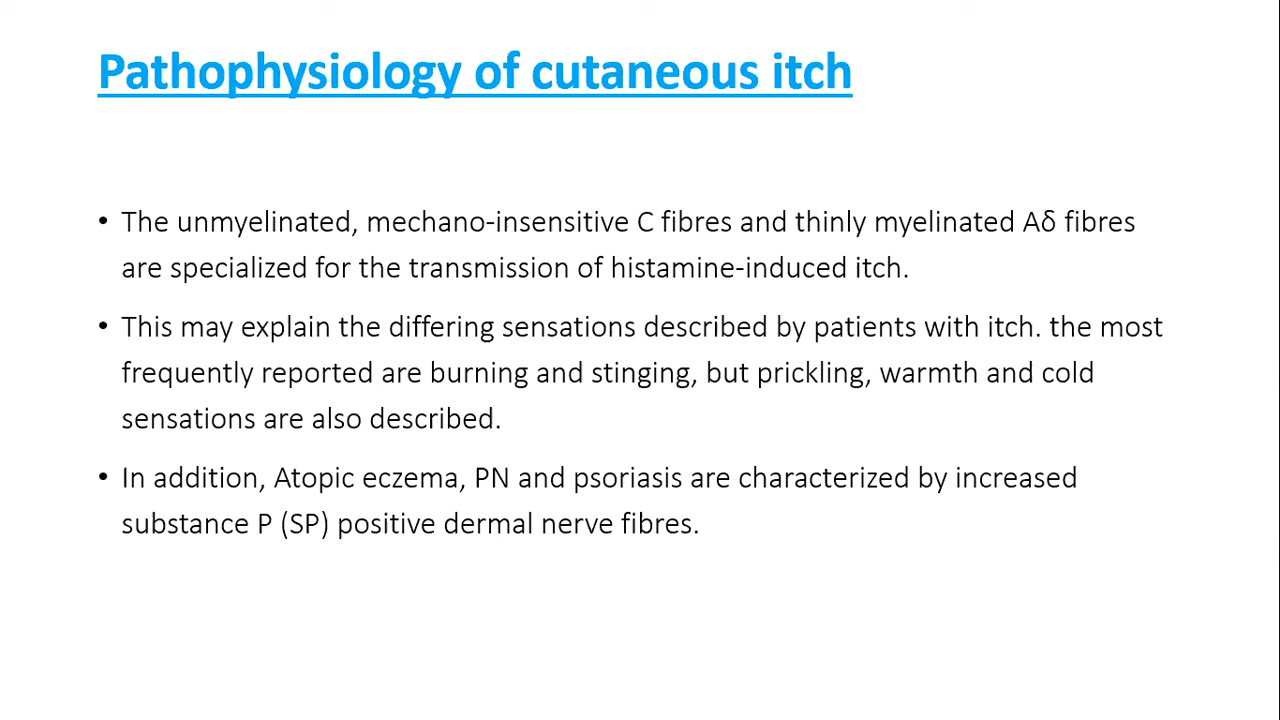 Pathophysiology of cutaneous itch
• The unmyelinated, mechano-insensitive C fibres and thinly myelinated Aδ fibres
are specialized for the transmission of histamine-induced itch.
• This may explain the differing sensations described by patients with itch. the most
frequently reported are burning and stinging, but prickling, warmth and cold
sensations are also described.
• In addition, Atopic eczema, PN and psoriasis are characterized by increased
substance P (SP) positive dermal nerve fibres.